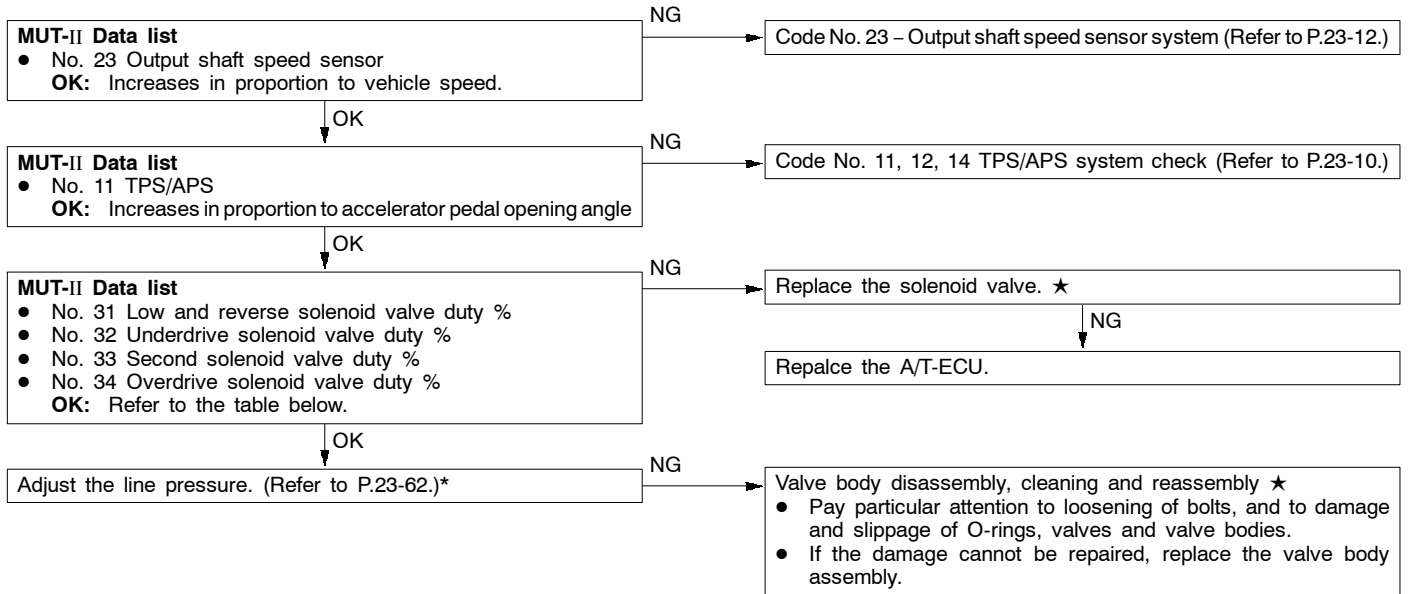 MUT-II Data list
● No. 23 Output shaft speed sensor
OK: Increases in proportion to vehicle speed.
NG
Code No. 23 – Output shaft speed sensor system (Refer to P.23-12.)
OK
MUT-II Data list
● No. 11 TPS/APS
OK: Increases in proportion to accelerator pedal opening angle
NG
Code No. 11, 12, 14 TPS/APS system check (Refer to P.23-10.)
OK
MUT-II Data list
● No. 31 Low and reverse solenoid valve duty %
● No. 32 Underdrive solenoid valve duty %
● No. 33 Second solenoid valve duty %
● No. 34 Overdrive solenoid valve duty %
OK: Refer to the table below.
NG
Replace the solenoid valve. ★
NG
Repalce the A/T-ECU.
OK
Adjust the line pressure. (Refer to P.23-62.)*
NG
Valve body disassembly, cleaning and reassembly ★
● Pay particular attention to loosening of bolts, and to damage
and slippage of O-rings, valves and valve bodies.
● If the damage cannot be repaired, replace the valve body
assembly.